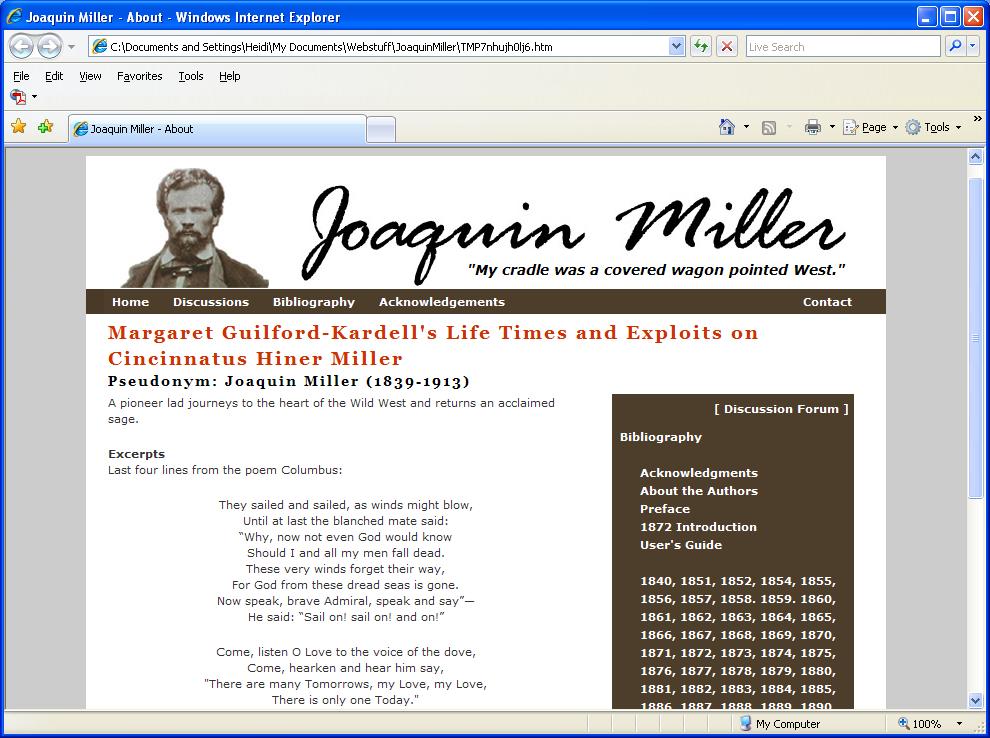 Joaquin Miller - About - Windows Internet Explorer
C:\Documents and Settings\Heidi\My Documents\Webstuff\JoaquinMiller\TMP7nhujh0lj6.htm
Live Search
File Edit View Favorites Tools Help
Joaquin Miller - About
Page Tools
Joaquin Miller
"My cradle was a covered wagon pointed West."
Home Discussions Bibliography Acknowledgements Contact
Margaret Guilford-Kardell's Life Times and Exploits on
Cincinnatus Hiner Miller
Pseudonym: Joaquin Miller (1839-1913)
A pioneer lad journeys to the heart of the Wild West and returns an acclaimed
sage.
Excerpts
Last four lines from the poem Columbus:
They sailed and sailed, as winds might blow,
Until at last the blanched mate said:
“Why, now not even God would know
Should I and all my men fall dead.
These very winds forget their way,
For God from these dread seas is gone.
Now speak, brave Admiral, speak and say”—
He said: “Sail on! sail on! and on!”
Come, listen O Love to the voice of the dove,
Come, hearken and hear him say,
"There are many Tomorrows, my Love, my Love,
There is only one Today."
[ Discussion Forum ]
Bibliography
Acknowledgments
About the Authors
Preface
1872 Introduction
User's Guide
1840, 1851, 1852, 1854, 1855,
1856, 1857, 1858. 1859. 1860,
1861, 1862, 1863, 1864, 1865,
1866, 1867, 1868, 1869, 1870,
1871, 1872, 1873, 1874, 1875,
1876, 1877, 1878, 1879, 1880,
1881, 1882, 1883, 1884, 1885,
1886, 1887, 1888, 1889, 1890,
My Computer
100%